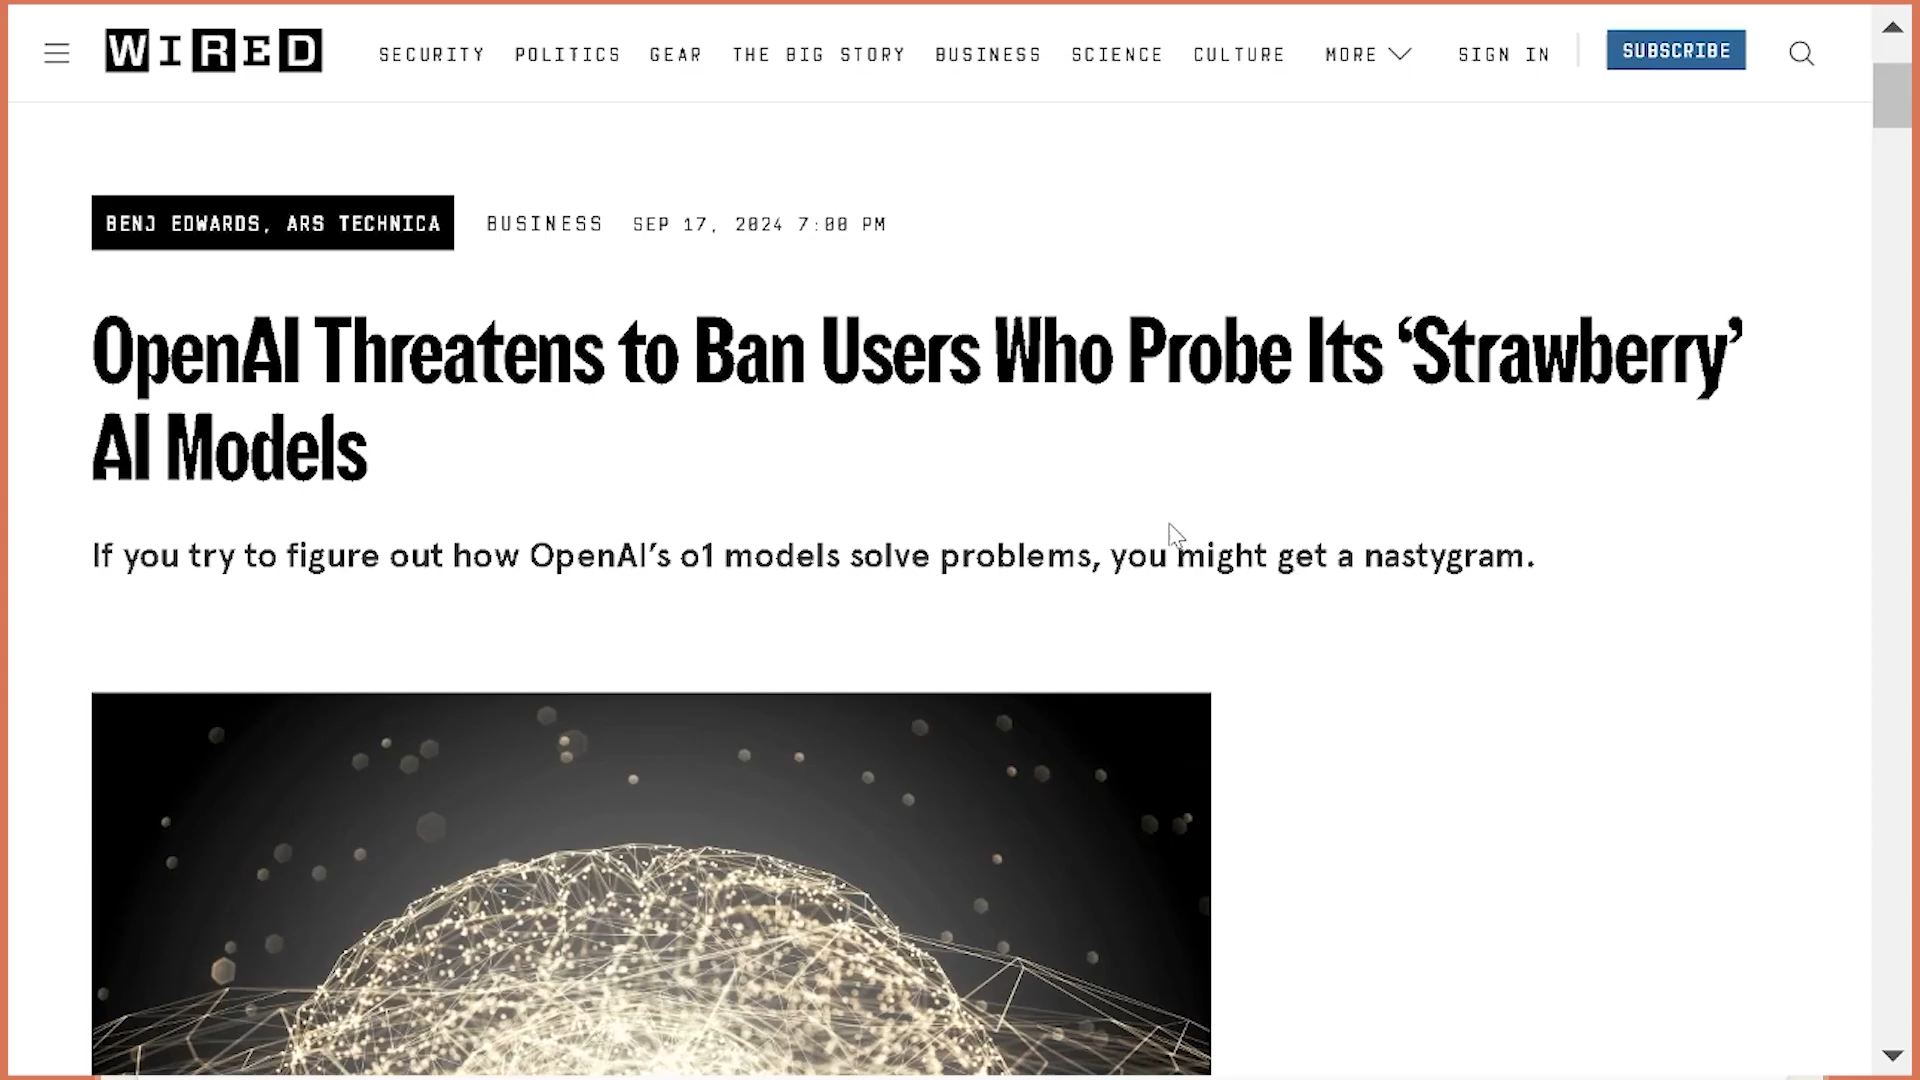 WIRED
SECURITY POLITICS GEAR THE BIG STORY BUSINESS SCIENCE CULTURE MORE SIGN IN SUBSCRIBE
BENJ EDWARDS, ARS TECHNICA BUSINESS SEP 17, 2024 7:00 PM
OpenAI Threatens to Ban Users Who Probe Its ‘Strawberry’
AI Models
If you try to figure out how OpenAI’s o1 models solve problems, you might get a nastygram.